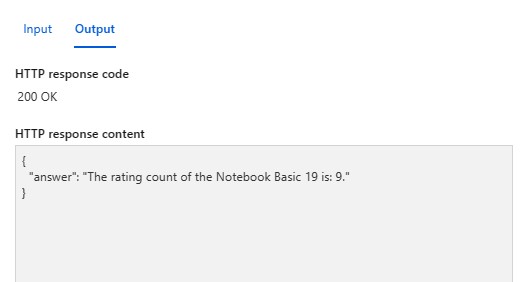 Input Output
HTTP response code
200 OK
HTTP response content
{
"answer": "The rating count of the Notebook Basic 19 is: 9."
}